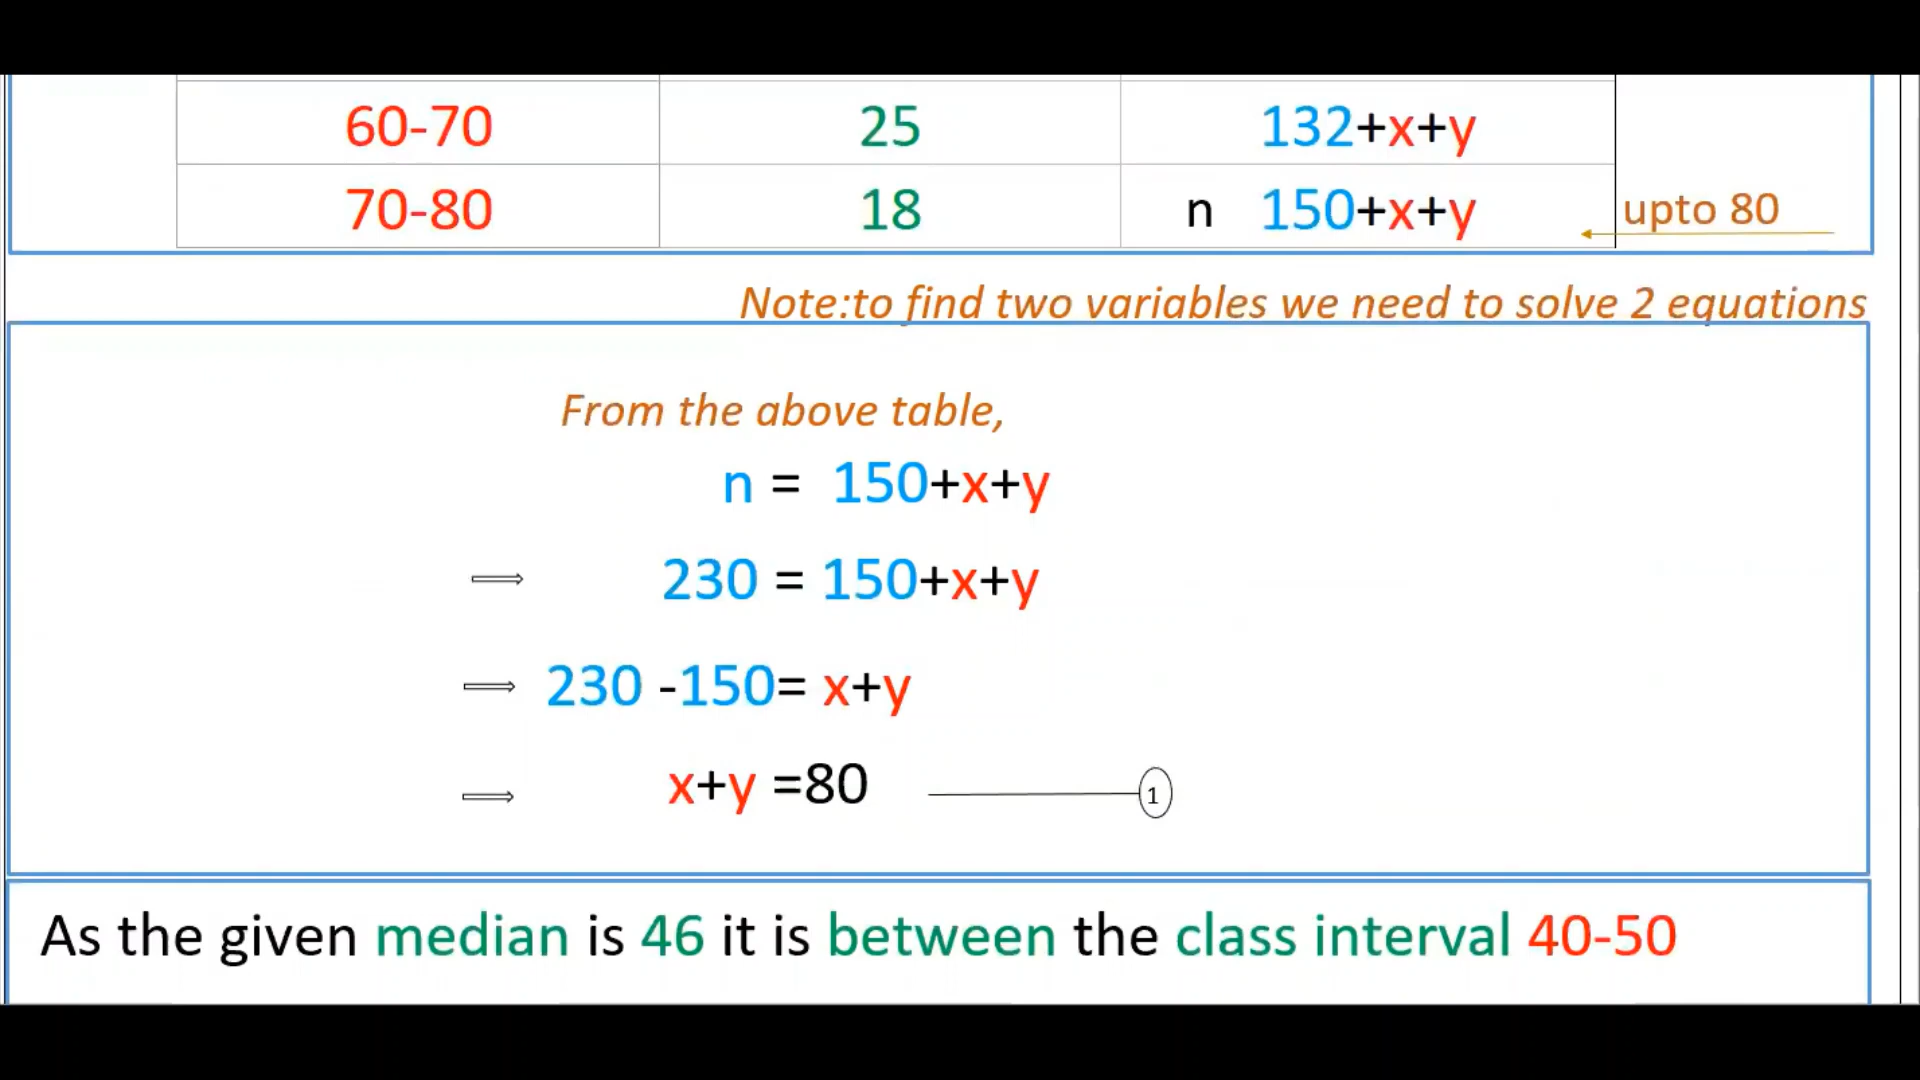 60-70 25 132+x+y
70-80 18 n 150+x+y upto 80
Note:to find two variables we need to solve 2 equations
From the above table,
n = 150+x+y
⟹ 230 = 150+x+y
⟹ 230 -150= x+y
⟹ x+y =80 1
As the given median is 46 it is between the class interval 40-50